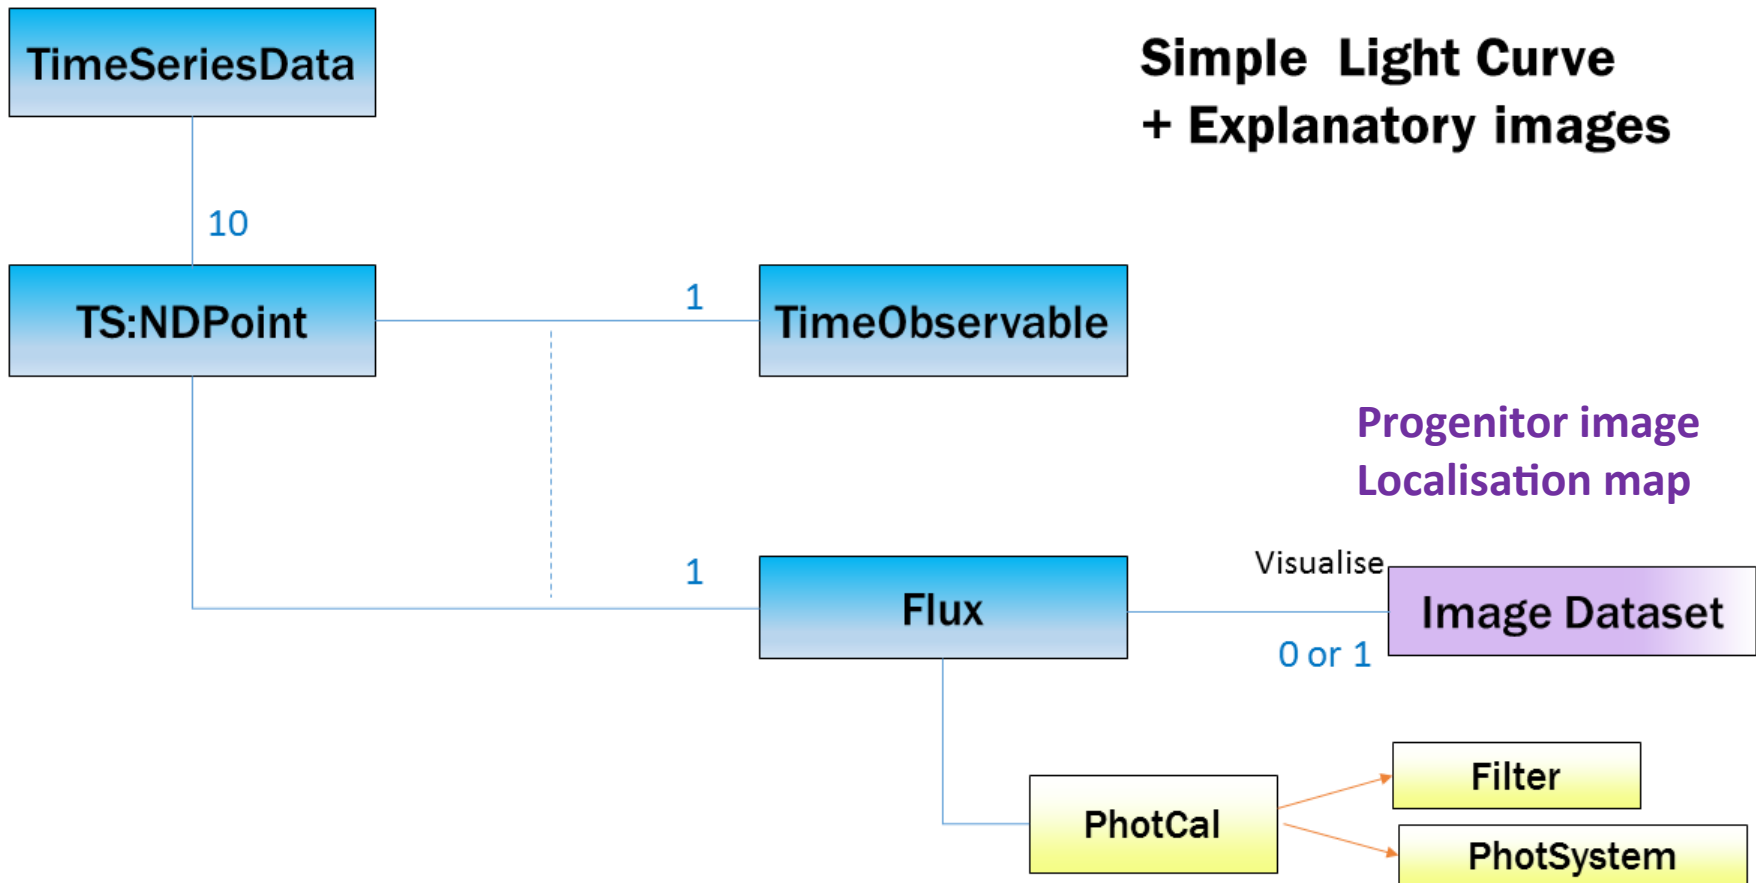 TimeSeriesData
Simple Light Curve
+ Explanatory images
10
TS:NDPoint
1
TimeObservable
Progenitor image
Localisation map
1
Flux
Visualise
Image Dataset
0 or 1
PhotCal
Filter
PhotSystem